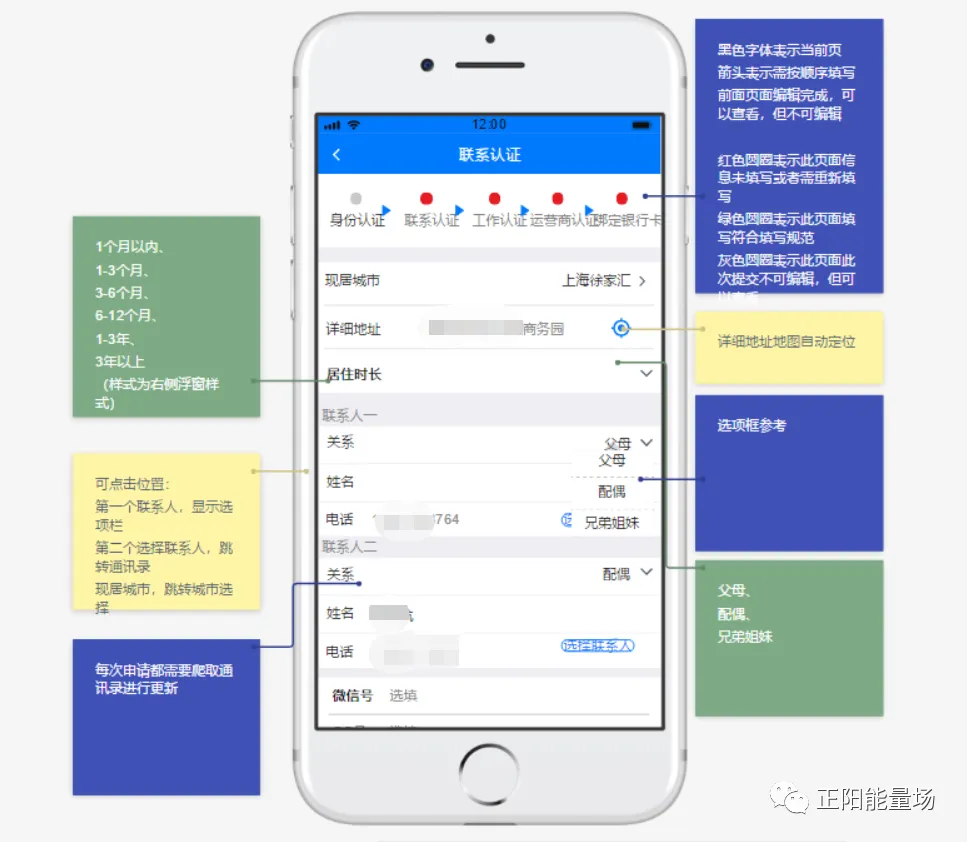 黑色字体表示当前页
箭头表示需按顺序填写
前面页面编辑完成，可
以查看，但不可编辑
红色圆圈表示此页面信
息未填写或者需重新填
写
绿色圆圈表示此页面填
写符合填写规范
灰色圆圈表示此页面此
次提交不可编辑，但可
以查看
12:00
联系认证
身份认证
联系认证
工作认证
运营商认证
绑定银行卡
1个月以内、
1-3个月、
3-6个月、
6-12个月、
1-3年、
3年以上
（样式为右侧浮窗样
式）
现居城市
上海徐家汇
详细地址
商务园
居住时长
详细地址地图自动定位
联系人一
关系
父母
父母
配偶
兄弟姐妹
姓名
电话
8764
选项框参考
可点击位置：
第一个联系人，显示选
项栏
第二个选择联系人，跳
转通讯录
现居城市，跳转城市选
择
联系人二
关系
配偶
姓名
电话
选择联系人
父母、
配偶、
兄弟姐妹
每次申请都需要爬取通
讯录进行更新
微信号
选填
正阳能量场